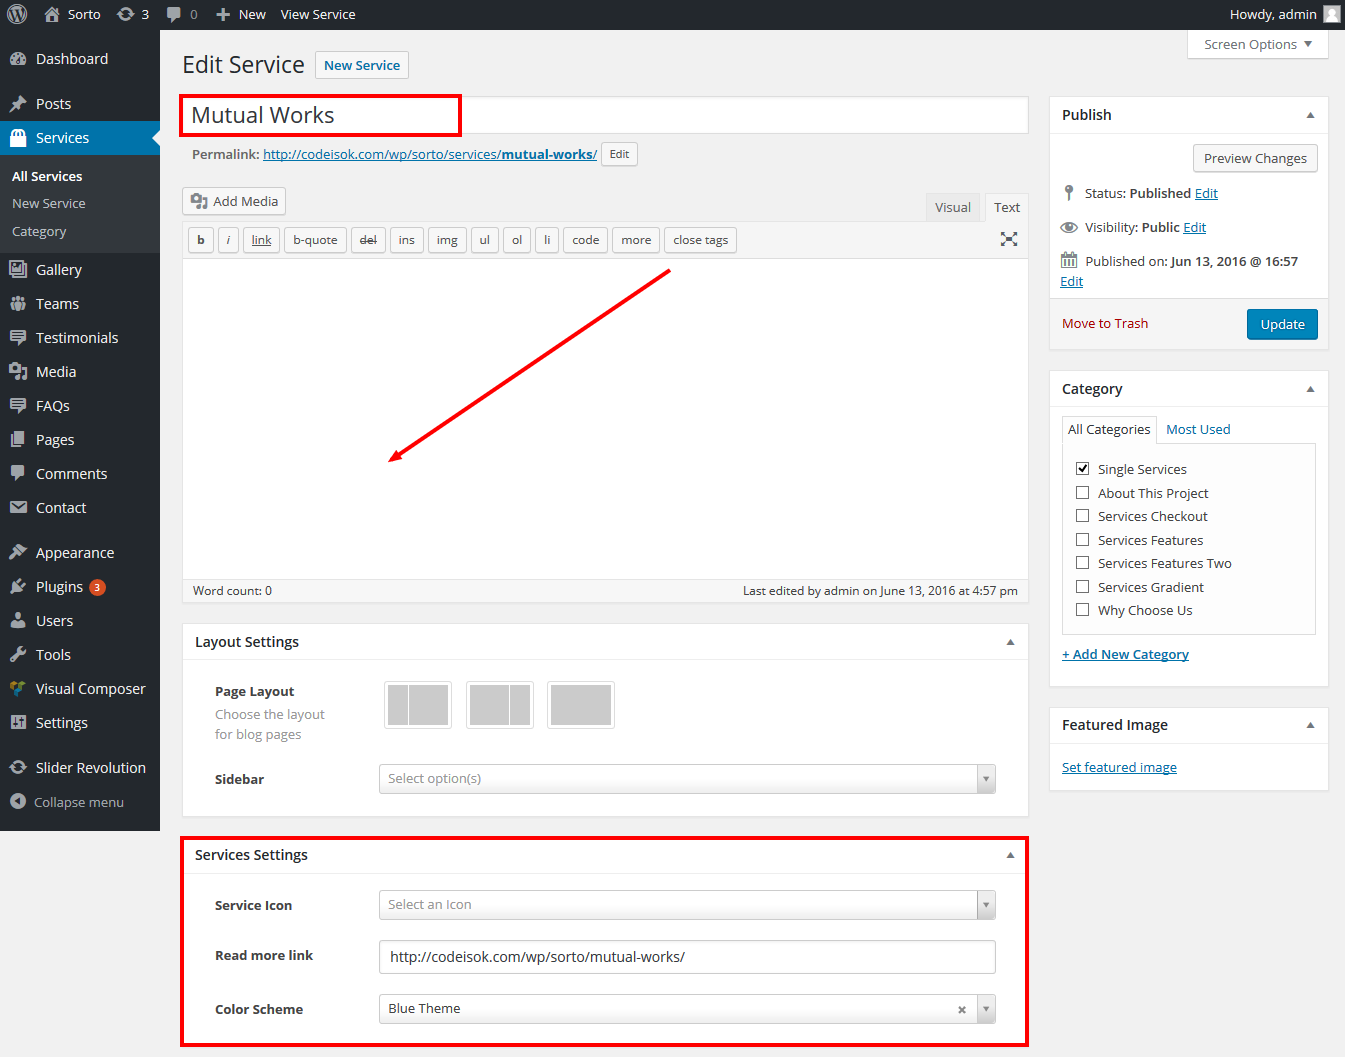 Sorto 3 0 New View Service Howdy, admin
Screen Options
Dashboard
Posts
Services
All Services
New Service
Category
Gallery
Teams
Testimonials
Media
FAQs
Pages
Comments
Contact
Appearance
Plugins 3
Users
Tools
Visual Composer
Settings
Slider Revolution
Collapse menu
Edit Service New Service
Mutual Works
Permalink: http://codeisok.com/wp/sorto/services/mutual-works/ Edit
Add Media
Visual Text
b i link b-quote del ins img ul ol li code more close tags
Word count: 0 Last edited by admin on June 13, 2016 at 4:57 pm
Layout Settings
Page Layout
Choose the layout
for blog pages
Sidebar Select option(s)
Services Settings
Service Icon Select an Icon
Read more link http://codeisok.com/wp/sorto/mutual-works/
Color Scheme Blue Theme
Publish
Preview Changes
Status: Published Edit
Visibility: Public Edit
Published on: Jun 13, 2016 @ 16:57
Edit
Move to Trash Update
Category
All Categories Most Used
Single Services
About This Project
Services Checkout
Services Features
Services Features Two
Services Gradient
Why Choose Us
+ Add New Category
Featured Image
Set featured image